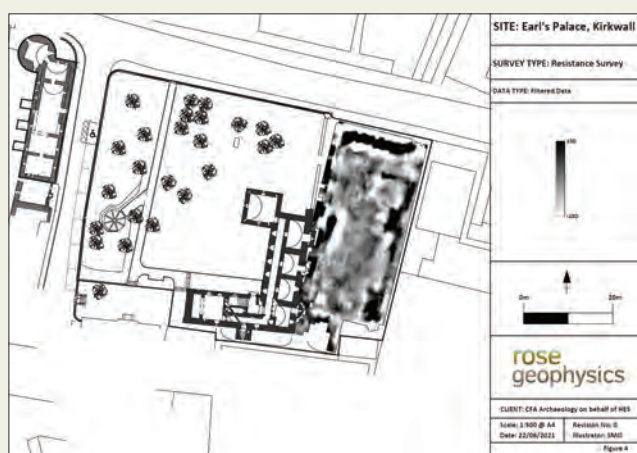 SITE: Earl's Palace, Kirkwall
SURVEY TYPE: Resistance Survey
DATA TYPE: Filtered Data
0m 20m
rose
geophysics
CLIENT: CFA Archaeology on behalf of HES
Scale: 1:500 @ A4 Revision No: 0
Date: 22/06/2021 Illustrator: SMO
Figure 4